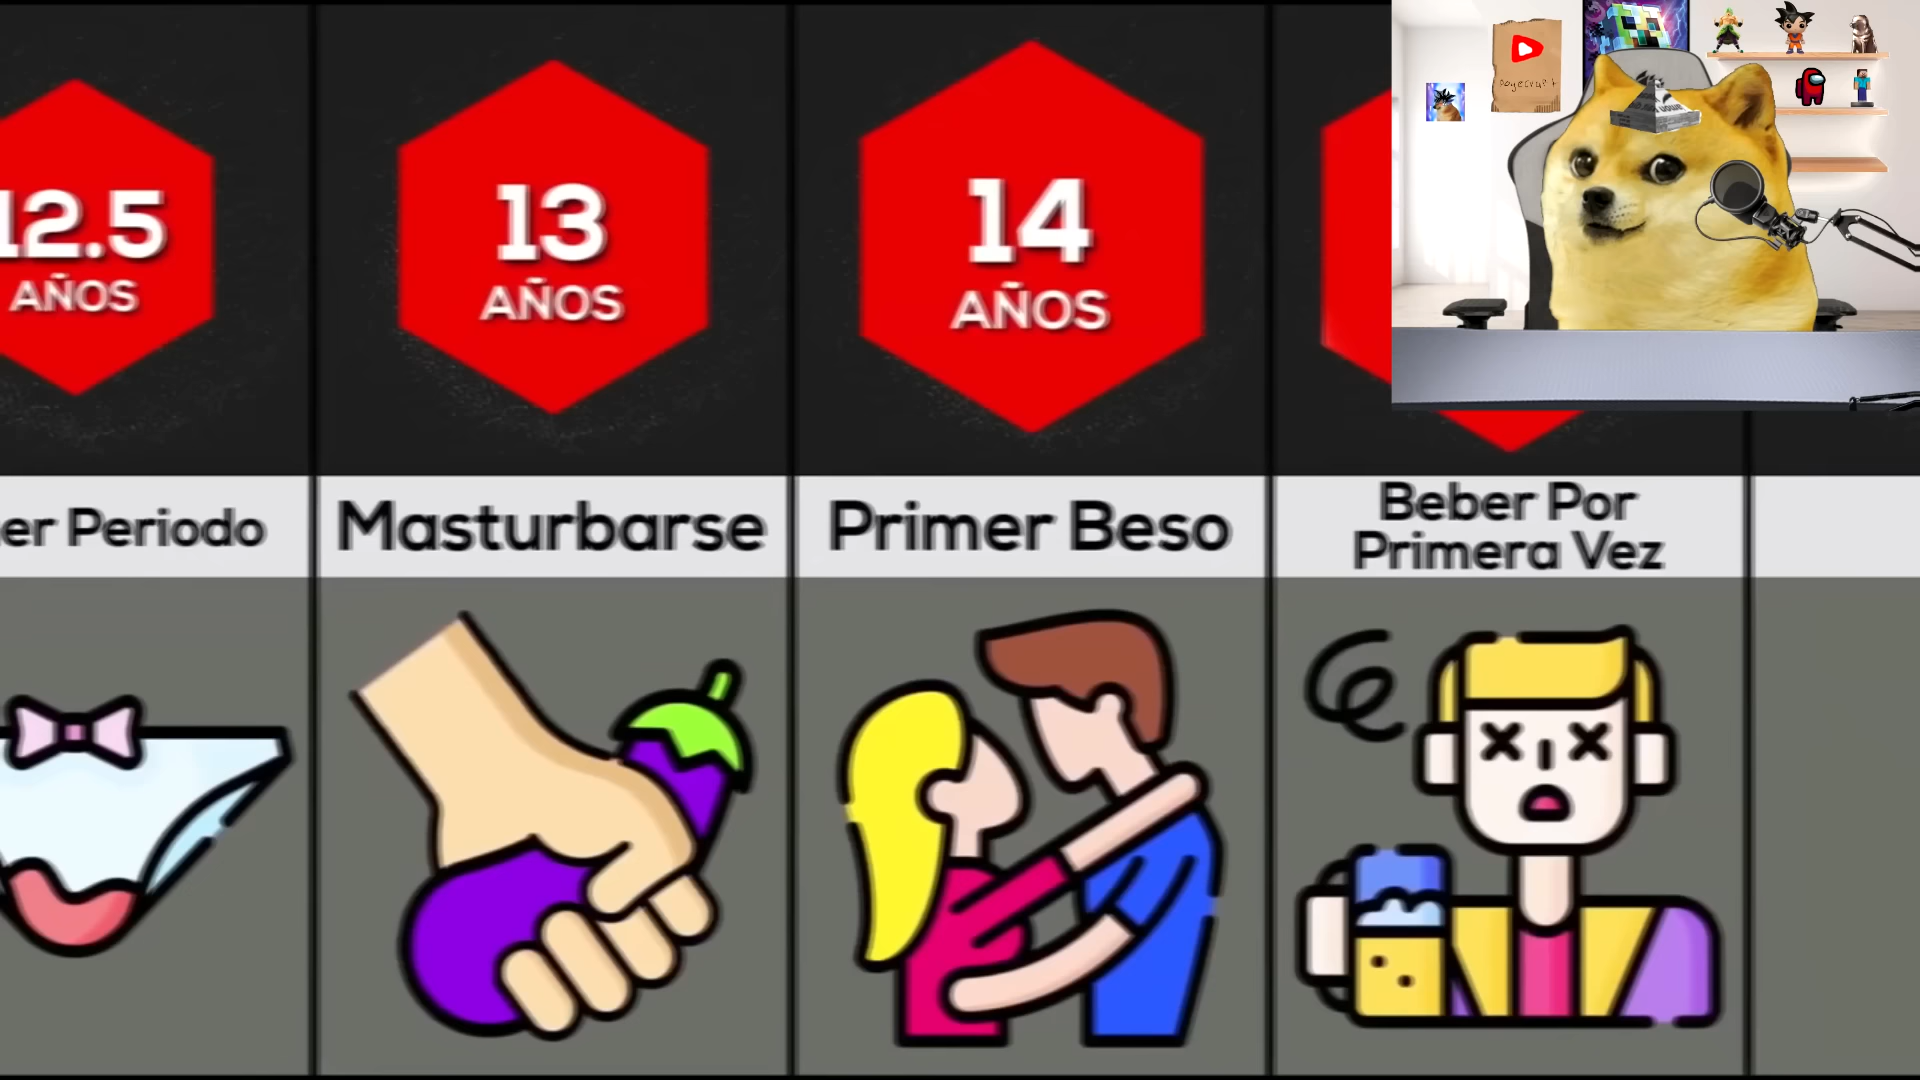 12.5
AÑOS
er Periodo
13
AÑOS
Masturbarse
14
AÑOS
Primer Beso
Beber Por
Primera Vez